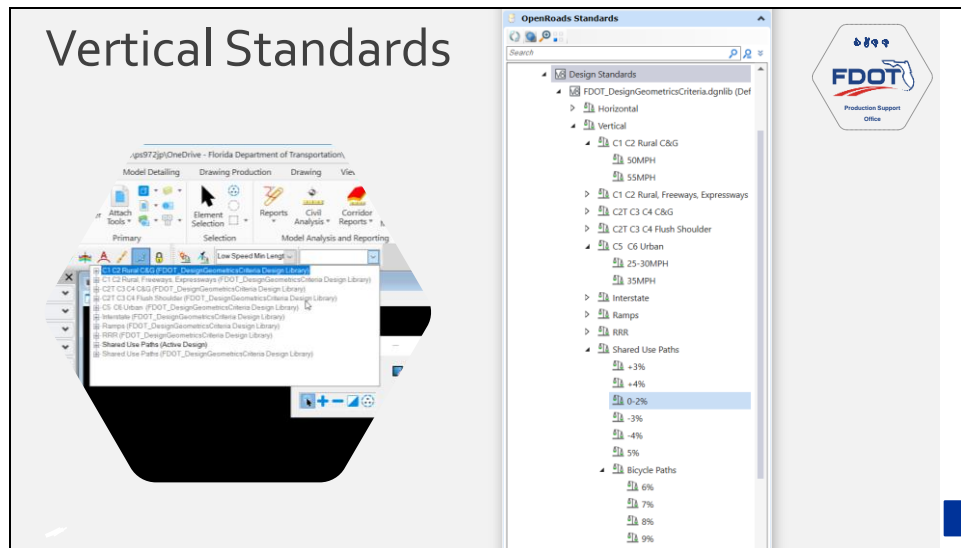 Vertical Standards
\ps972jp\OneDrive - Florida Department of Transportation\
Model Detailing Drawing Production Drawing
Attach
Tools
Element
Selection
Reports
Civil
Analysis
Corridor
Reports
Primary Selection Model Analysis and Reporting
Low Speed Min Lengt
C1 C2 Rural C&G (FDOT_DesignGeometricsCriteria Design Library)
C1 C2 Rural, Freeways, Expressways (FDOT_DesignGeometricsCriteria Design Library)
C2T C3 C4 C&G (FDOT_DesignGeometricsCriteria Design Library)
C2T C3 C4 Flush Shoulder (FDOT_DesignGeometricsCriteria Design Library)
C5 C6 Urban (FDOT_DesignGeometricsCriteria Design Library)
Interstate (FDOT_DesignGeometricsCriteria Design Library)
Ramps (FDOT_DesignGeometricsCriteria Design Library)
RRR (FDOT_DesignGeometricsCriteria Design Library)
Shared Use Paths (Active Design)
Shared Use Paths (FDOT_DesignGeometricsCriteria Design Library)
OpenRoads Standards
Search
Design Standards
FDOT_DesignGeometricsCriteria.dgnlib (Def
Horizontal
Vertical
C1 C2 Rural C&G
50MPH
55MPH
C1 C2 Rural, Freeways, Expressways
C2T C3 C4 C&G
C2T C3 C4 Flush Shoulder
C5 C6 Urban
25-30MPH
35MPH
Interstate
Ramps
RRR
Shared Use Paths
+3%
+4%
0-2%
-3%
-4%
5%
Bicycle Paths
6%
7%
8%
9%
FDOT
Production Support
Office